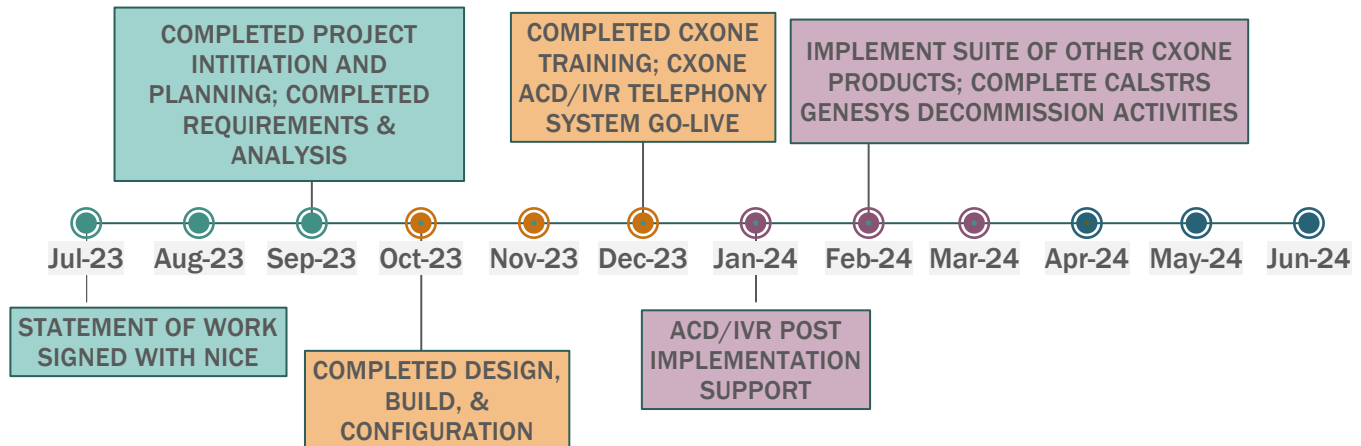 COMPLETED PROJECT
INTITIATION AND
PLANNING; COMPLETED
REQUIREMENTS &
ANALYSIS
COMPLETED CXONE
TRAINING; CXONE
ACD/IVR TELEPHONY
SYSTEM GO-LIVE
IMPLEMENT SUITE OF OTHER CXONE
PRODUCTS; COMPLETE CALSTRS
GENESYS DECOMMISSION ACTIVITIES
Jul-23 Aug-23 Sep-23 Oct-23 Nov-23 Dec-23 Jan-24 Feb-24 Mar-24 Apr-24 May-24 Jun-24
STATEMENT OF WORK
SIGNED WITH NICE
COMPLETED DESIGN,
BUILD, &
CONFIGURATION
ACD/IVR POST
IMPLEMENTATION
SUPPORT